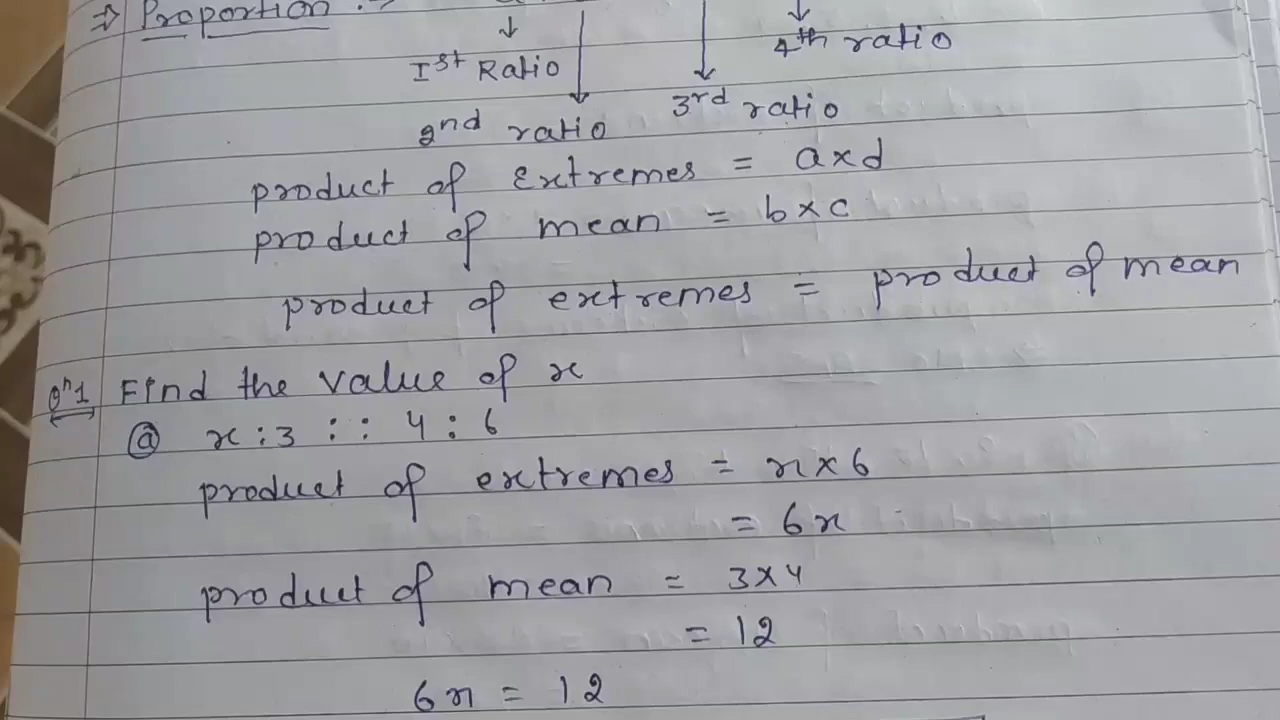 ⇒ Proportion :-
↓ ↓
Ist Ratio 4th ratio
2nd ratio 3rd ratio
product of Extremes = a×d
product of mean = b×c
product of extremes = product of mean
Qn1 Find the value of x
(a) x : 3 :: 4 : 6
product of extremes = x×6
= 6x
product of mean = 3×4
= 12
6x = 12